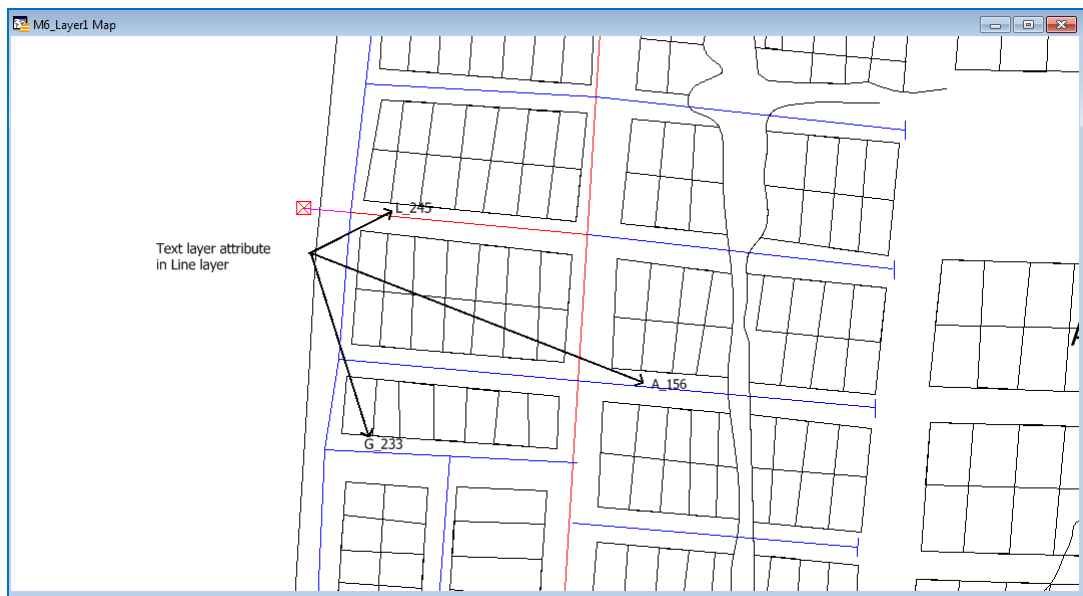 M6_Layer1 Map
L_245
Text layer attribute
in Line layer
A_156
G_233